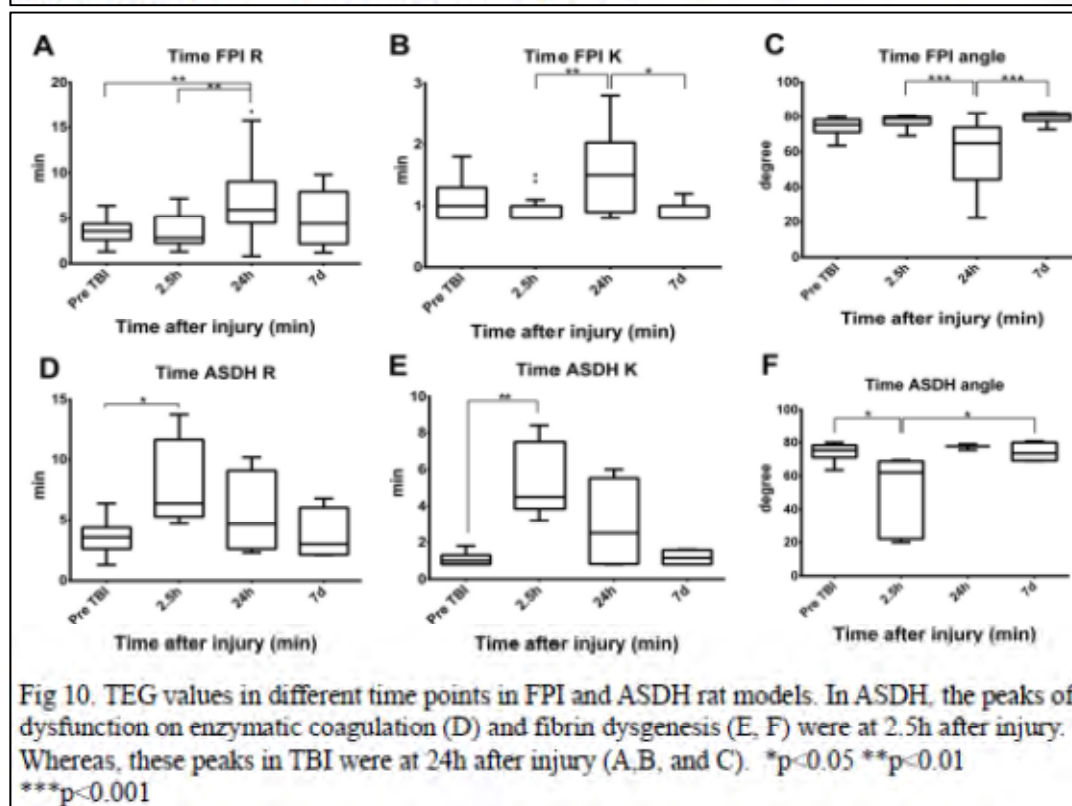 A
Time FPI R
**
**
min
20
15
10
5
0
Pre TBI
2.5h
24h
7d
Time after injury (min)
B
Time FPI K
**
*
min
3
2
1
0
Pre TBI
2.5h
24h
7d
Time after injury (min)
C
Time FPI angle
***
***
degree
100
80
60
40
20
0
Pre TBI
2.5h
24h
7d
Time after injury (min)
D
Time ASDH R
*
min
15
10
5
0
Pre TBI
2.5h
24h
7d
Time after injury (min)
E
Time ASDH K
**
min
10
8
6
4
2
0
Pre TBI
2.5h
24h
7d
Time after injury (min)
F
Time ASDH angle
*
*
degree
100
80
60
40
20
0
Pre TBI
2.5h
24h
7d
Time after injury (min)
Fig 10. TEG values in different time points in FPI and ASDH rat models. In ASDH, the peaks of
dysfunction on enzymatic coagulation (D) and fibrin dysgenesis (E, F) were at 2.5h after injury.
Whereas, these peaks in TBI were at 24h after injury (A,B, and C). *p<0.05 **p<0.01
***p<0.001